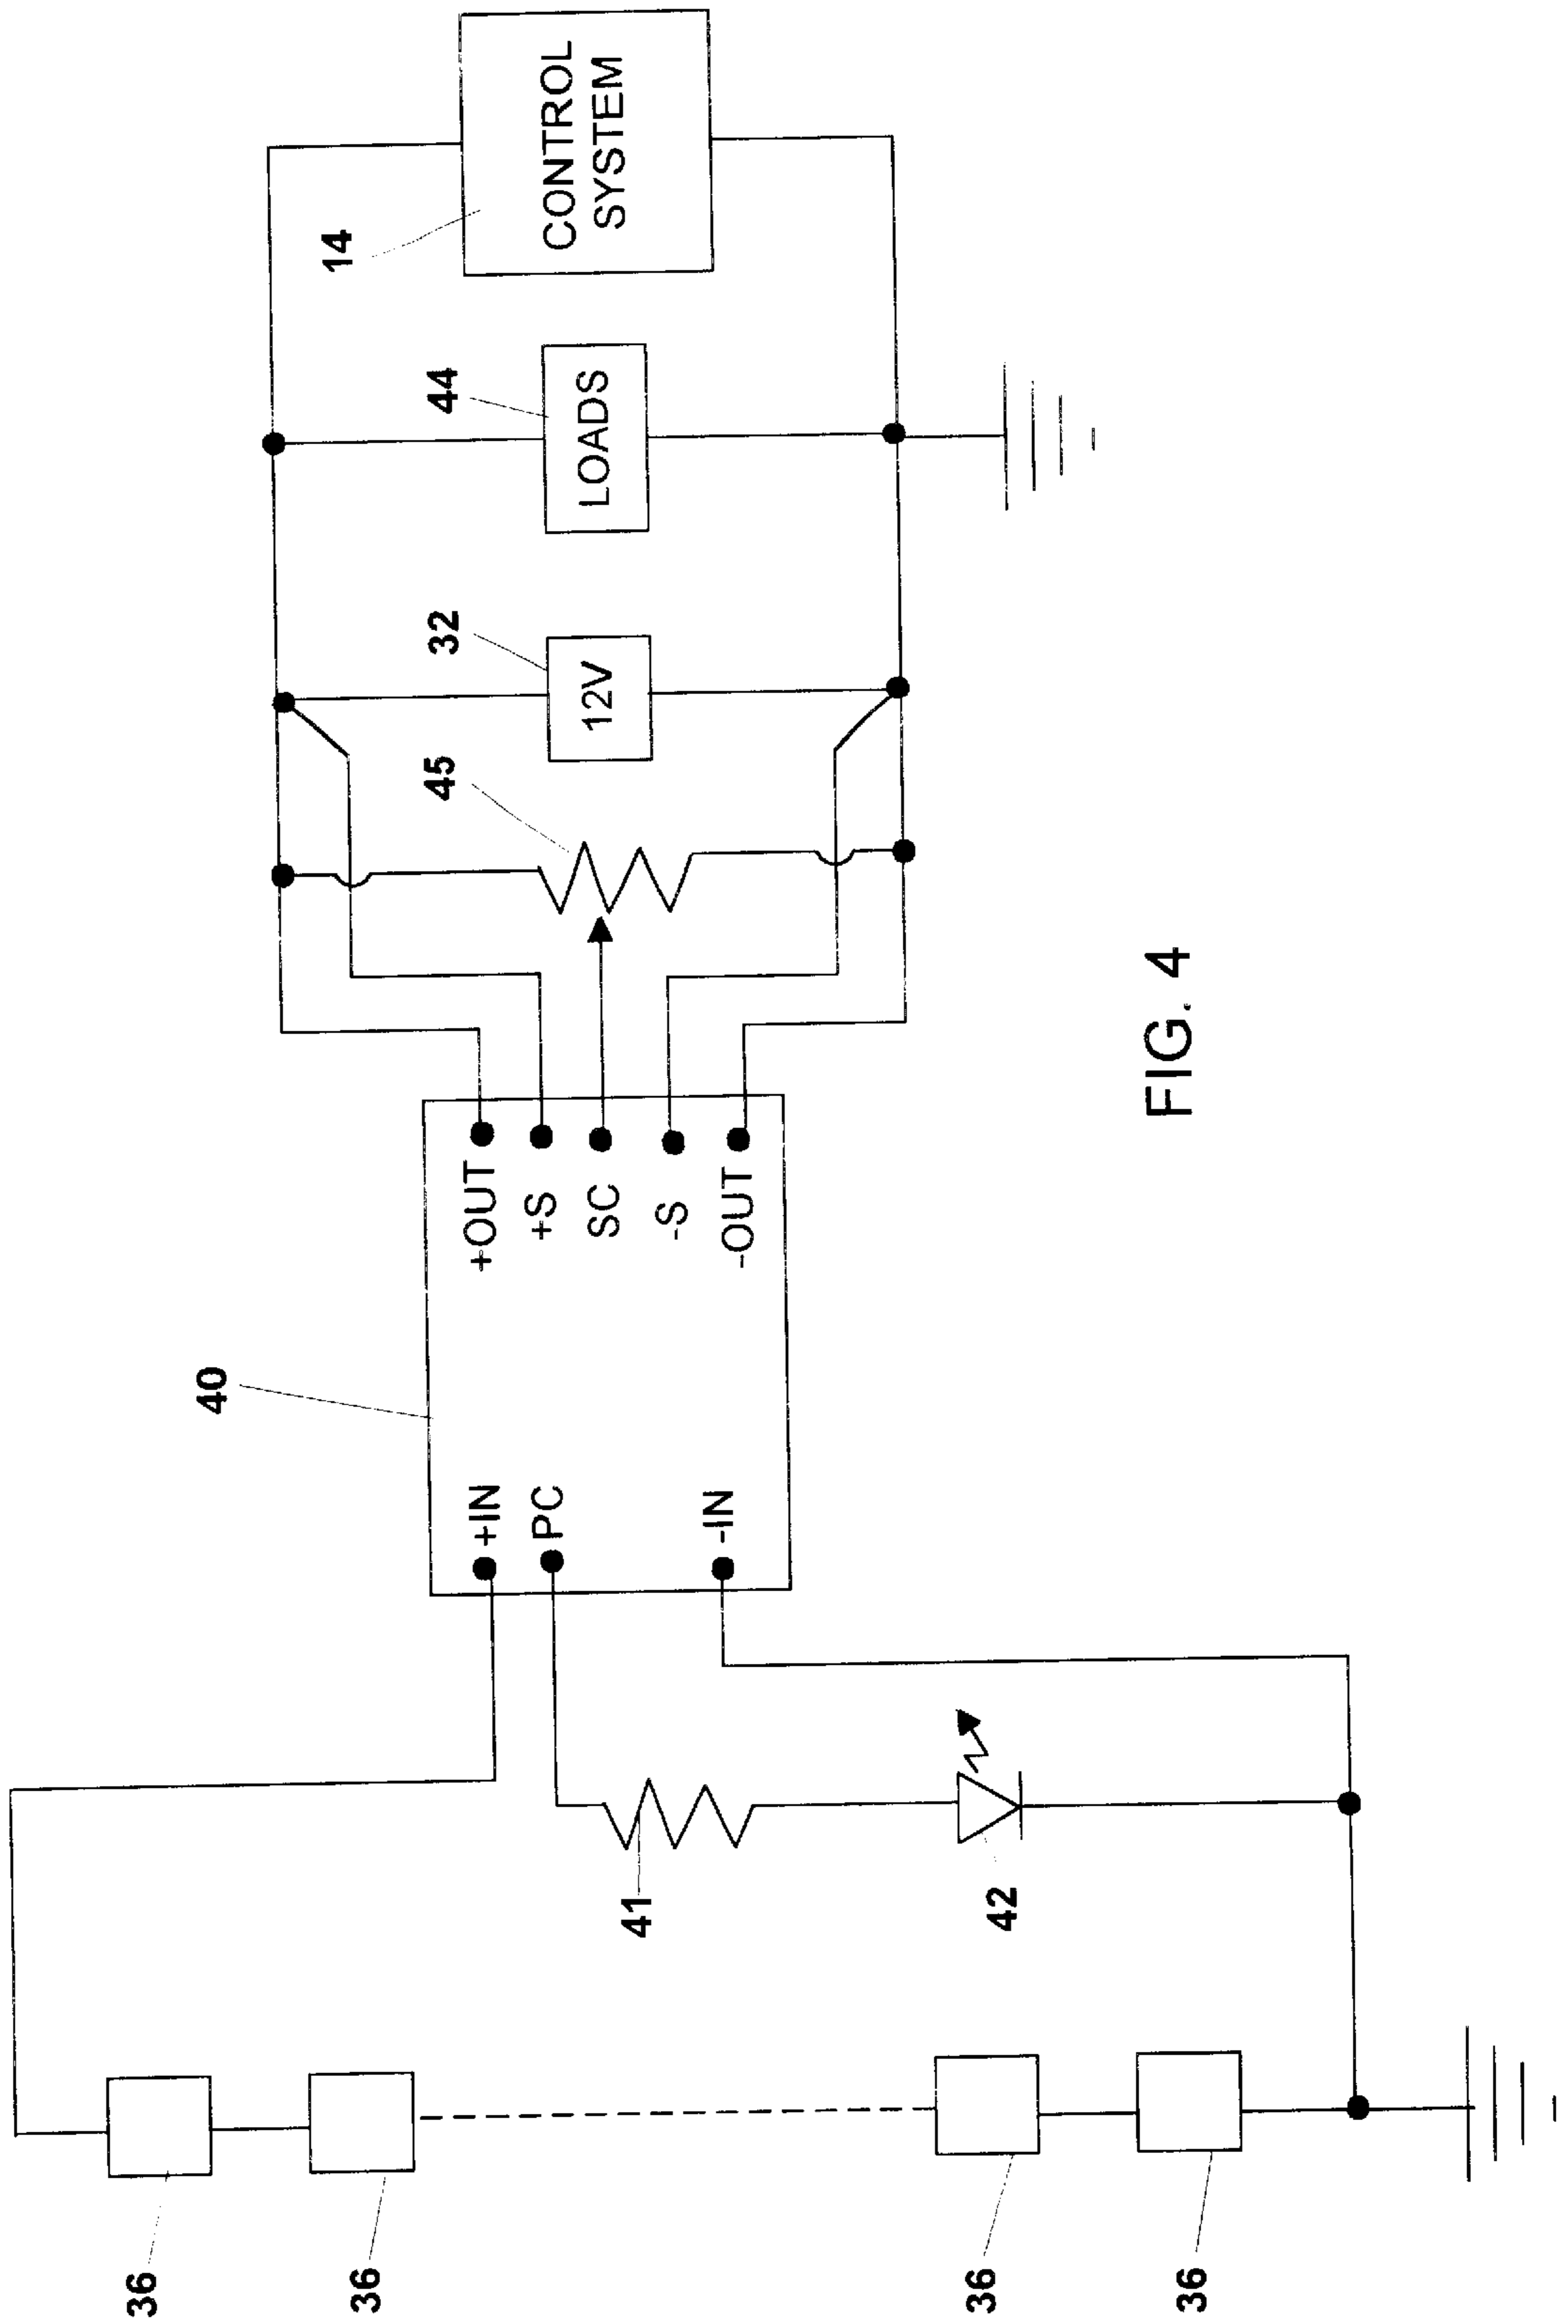 36
36
36
36
41
42
40
+IN
PC
-IN
+OUT
+S
SC
-S
-OUT
45
32
12V
44
LOADS
14
CONTROL
SYSTEM
FIG. 4